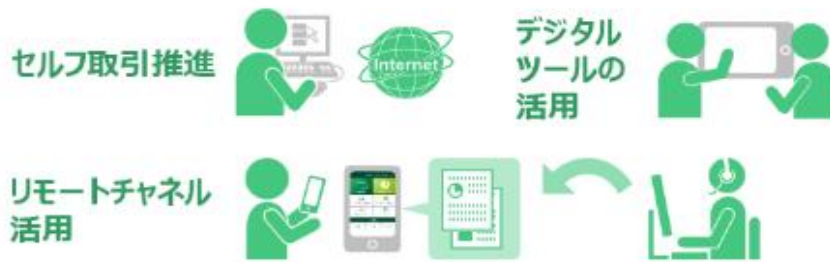 セルフ取引推進
Internet
デジタル
ツールの
活用
リモートチャネル
活用